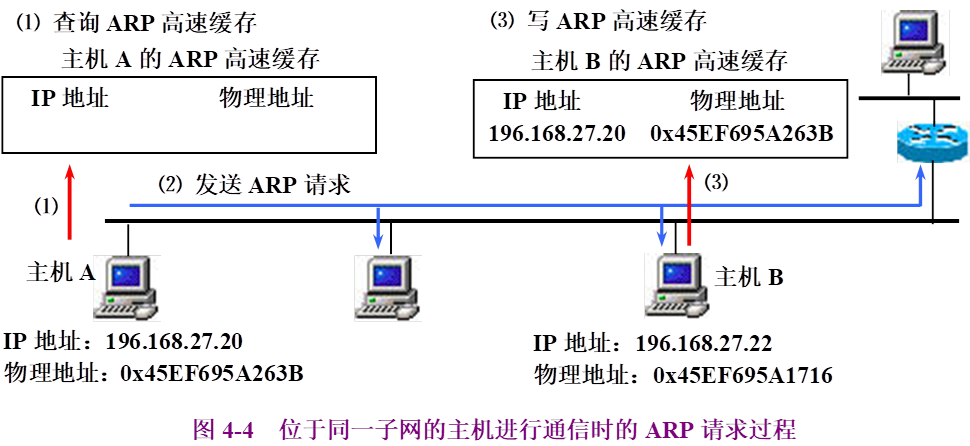 (1) 查询 ARP 高速缓存
主机 A 的 ARP 高速缓存
IP 地址 物理地址
(3) 写 ARP 高速缓存
主机 B 的 ARP 高速缓存
IP 地址 物理地址
196.168.27.20 0x45EF695A263B
(1)
(2) 发送 ARP 请求
(3)
主机 A
IP 地址：196.168.27.20
物理地址：0x45EF695A263B
主机 B
IP 地址：196.168.27.22
物理地址：0x45EF695A1716
图 4-4 位于同一子网的主机进行通信时的 ARP 请求过程